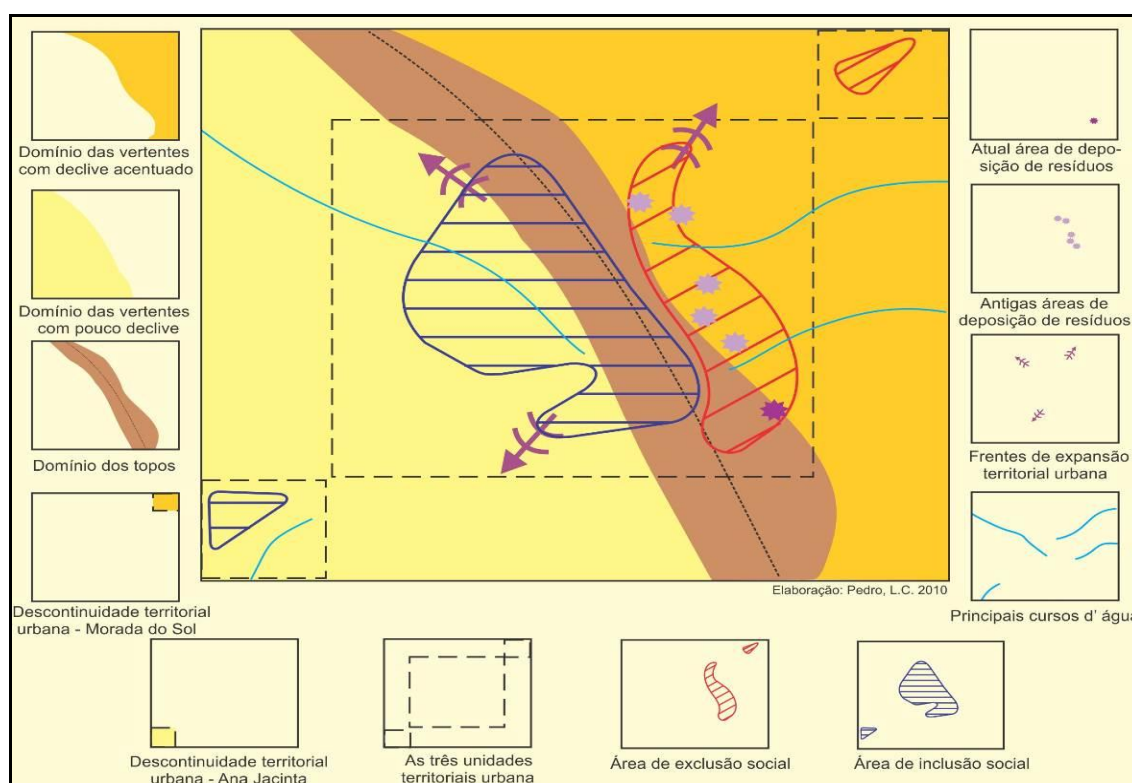 Domínio das vertentes
com declive acentuado
Domínio das vertentes
com pouco declive
Domínio dos topos
Descontinuidade territorial
urbana - Morada do Sol
Elaboração: Pedro, L.C. 2010
Atual área de depo-
sição de resíduos
Antigas áreas de
deposição de resíduos
Frentes de expansão
territorial urbana
Principais cursos d' água
Descontinuidade territorial
urbana - Ana Jacinta
As três unidades
territoriais urbana
Área de exclusão social
Área de inclusão social